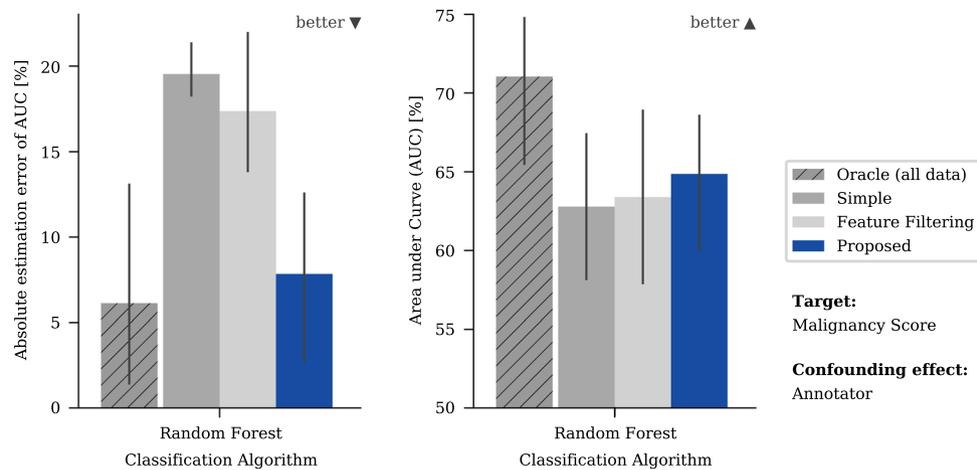 better ▼
Absolute estimation error of AUC [%]
20
15
10
5
0
Random Forest
Classification Algorithm
better ▲
Area under Curve (AUC) [%]
75
70
65
60
55
50
Random Forest
Classification Algorithm
Oracle (all data)
Simple
Feature Filtering
Proposed
Target:
Malignancy Score
Confounding effect:
Annotator